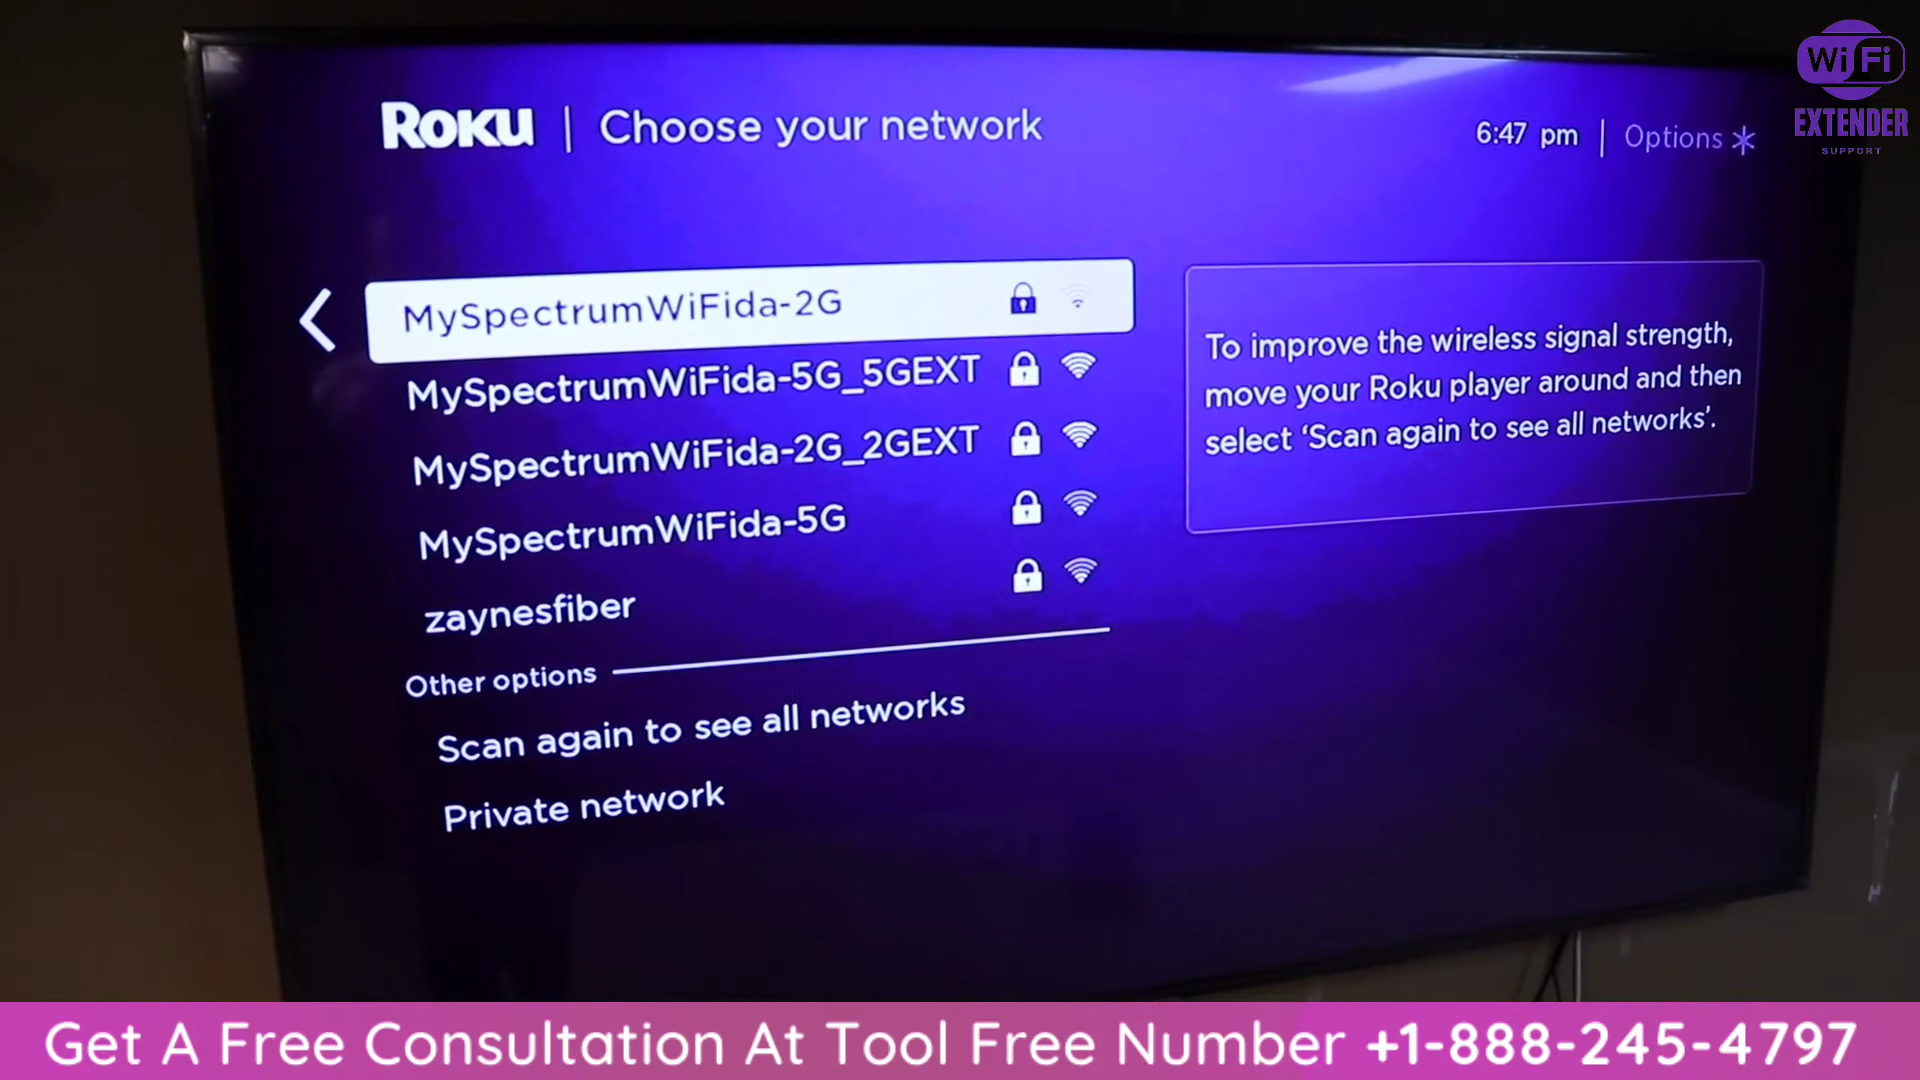 WiFi
EXTENDER
SUPPORT
Roku | Choose your network
6:47 pm | Options *
MySpectrumWiFida-2G
MySpectrumWiFida-5G_5GEXT
MySpectrumWiFida-2G_2GEXT
MySpectrumWiFida-5G
zaynesfiber
Other options
Scan again to see all networks
Private network
To improve the wireless signal strength,
move your Roku player around and then
select ‘Scan again to see all networks’.
Get A Free Consultation At Tool Free Number +1-888-245-4797